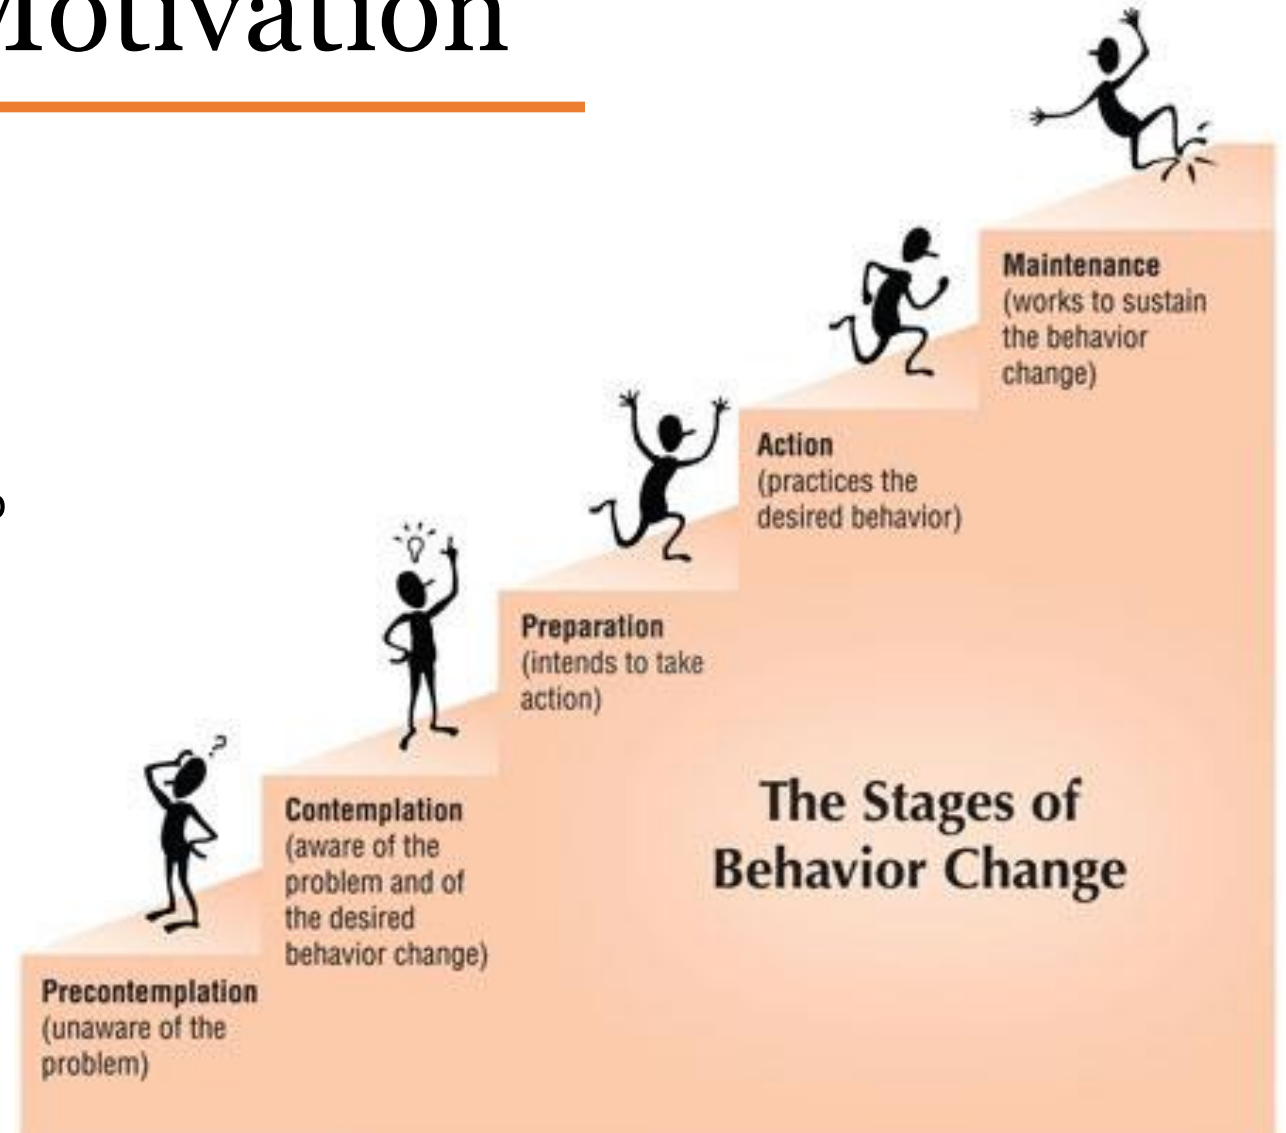 Motivation
?
Maintenance
(works to sustain
the behavior
change)
Action
(practices the
desired behavior)
Preparation
(intends to take
action)
Contemplation
(aware of the
problem and of
the desired
behavior change)
Precontemplation
(unaware of the
problem)
The Stages of
Behavior Change